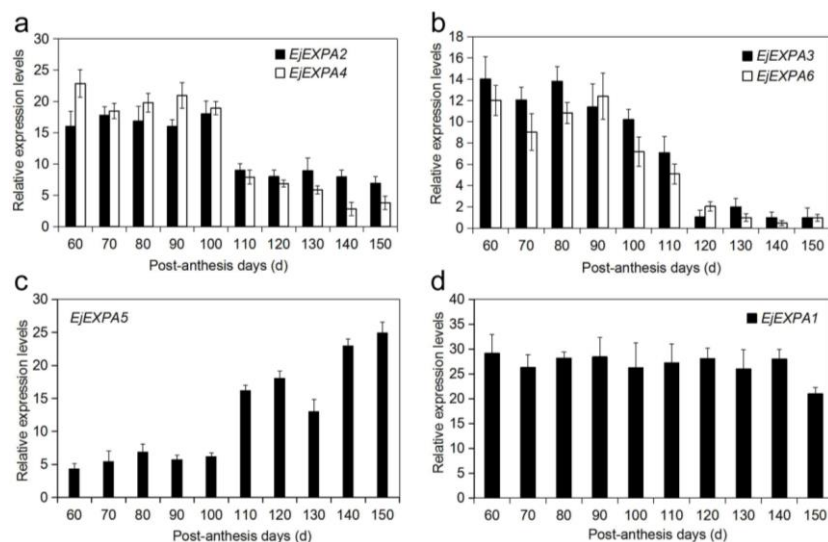 a
Relative expression levels
30
25
20
15
10
5
0
EjEXPA2
EjEXPA4
60 70 80 90 100 110 120 130 140 150
Post-anthesis days (d)
b
Relative expression levels
18
16
14
12
10
8
6
4
2
0
EjEXPA3
EjEXPA6
60 70 80 90 100 110 120 130 140 150
Post-anthesis days (d)
c
Relative expression levels
30
25
20
15
10
5
0
EjEXPA5
60 70 80 90 100 110 120 130 140 150
Post-anthesis days (d)
d
Relative expression levels
40
35
30
25
20
15
10
5
0
EjEXPA1
60 70 80 90 100 110 120 130 140 150
Post-anthesis days (d)